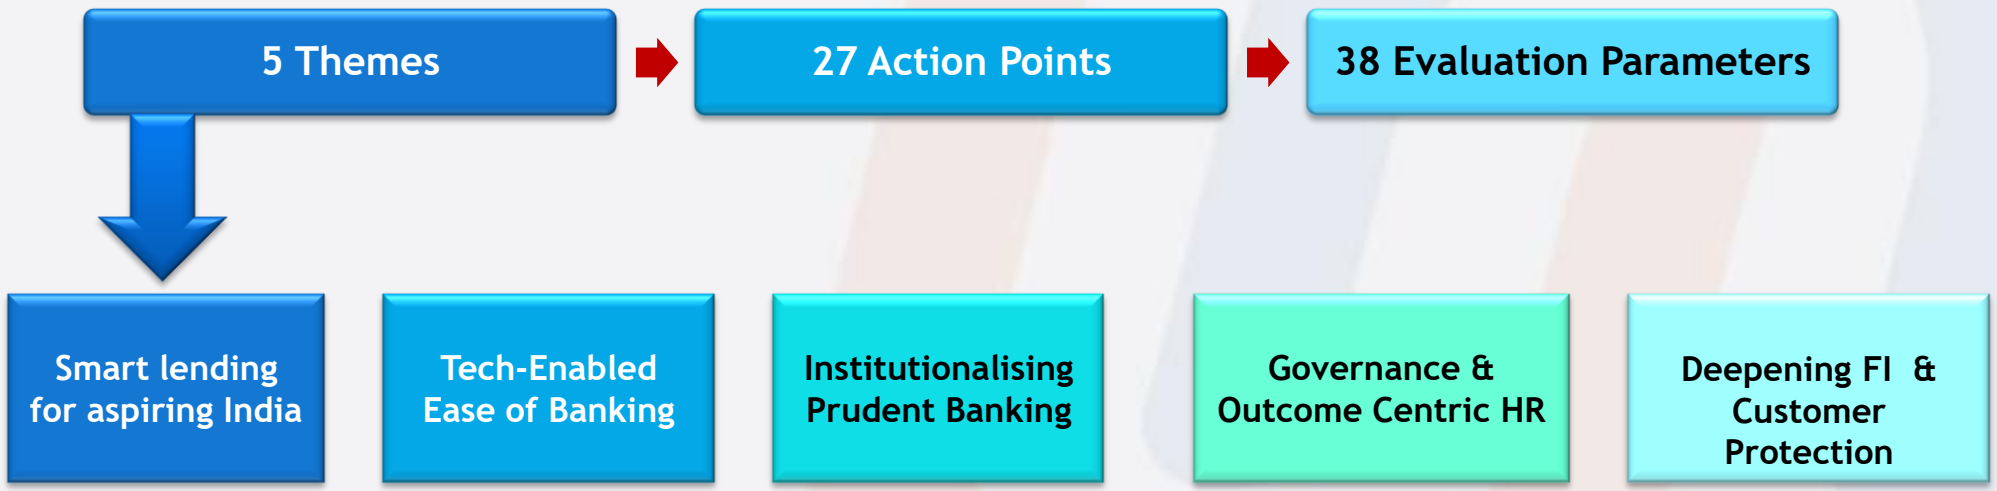 5 Themes
27 Action Points
38 Evaluation Parameters
Smart lending
for aspiring India
Tech-Enabled
Ease of Banking
Institutionalising
Prudent Banking
Governance &
Outcome Centric HR
Deepening FI &
Customer
Protection